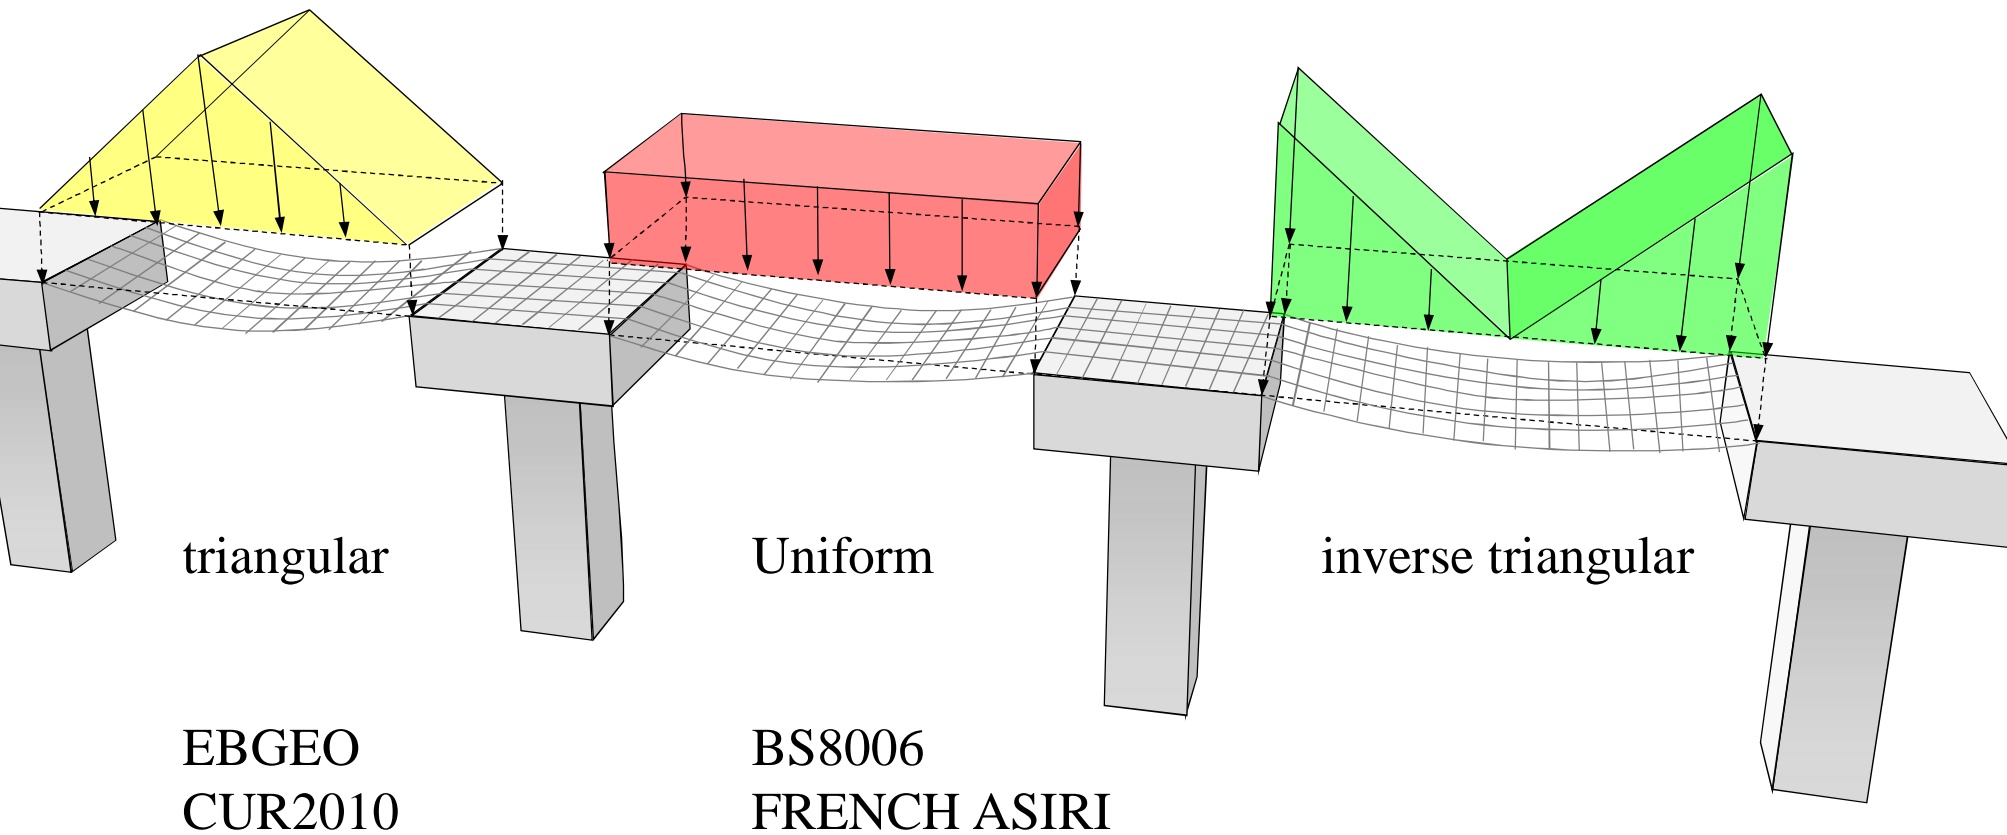 triangular
Uniform
inverse triangular
EBGEO
CUR2010
BS8006
FRENCH ASIRI